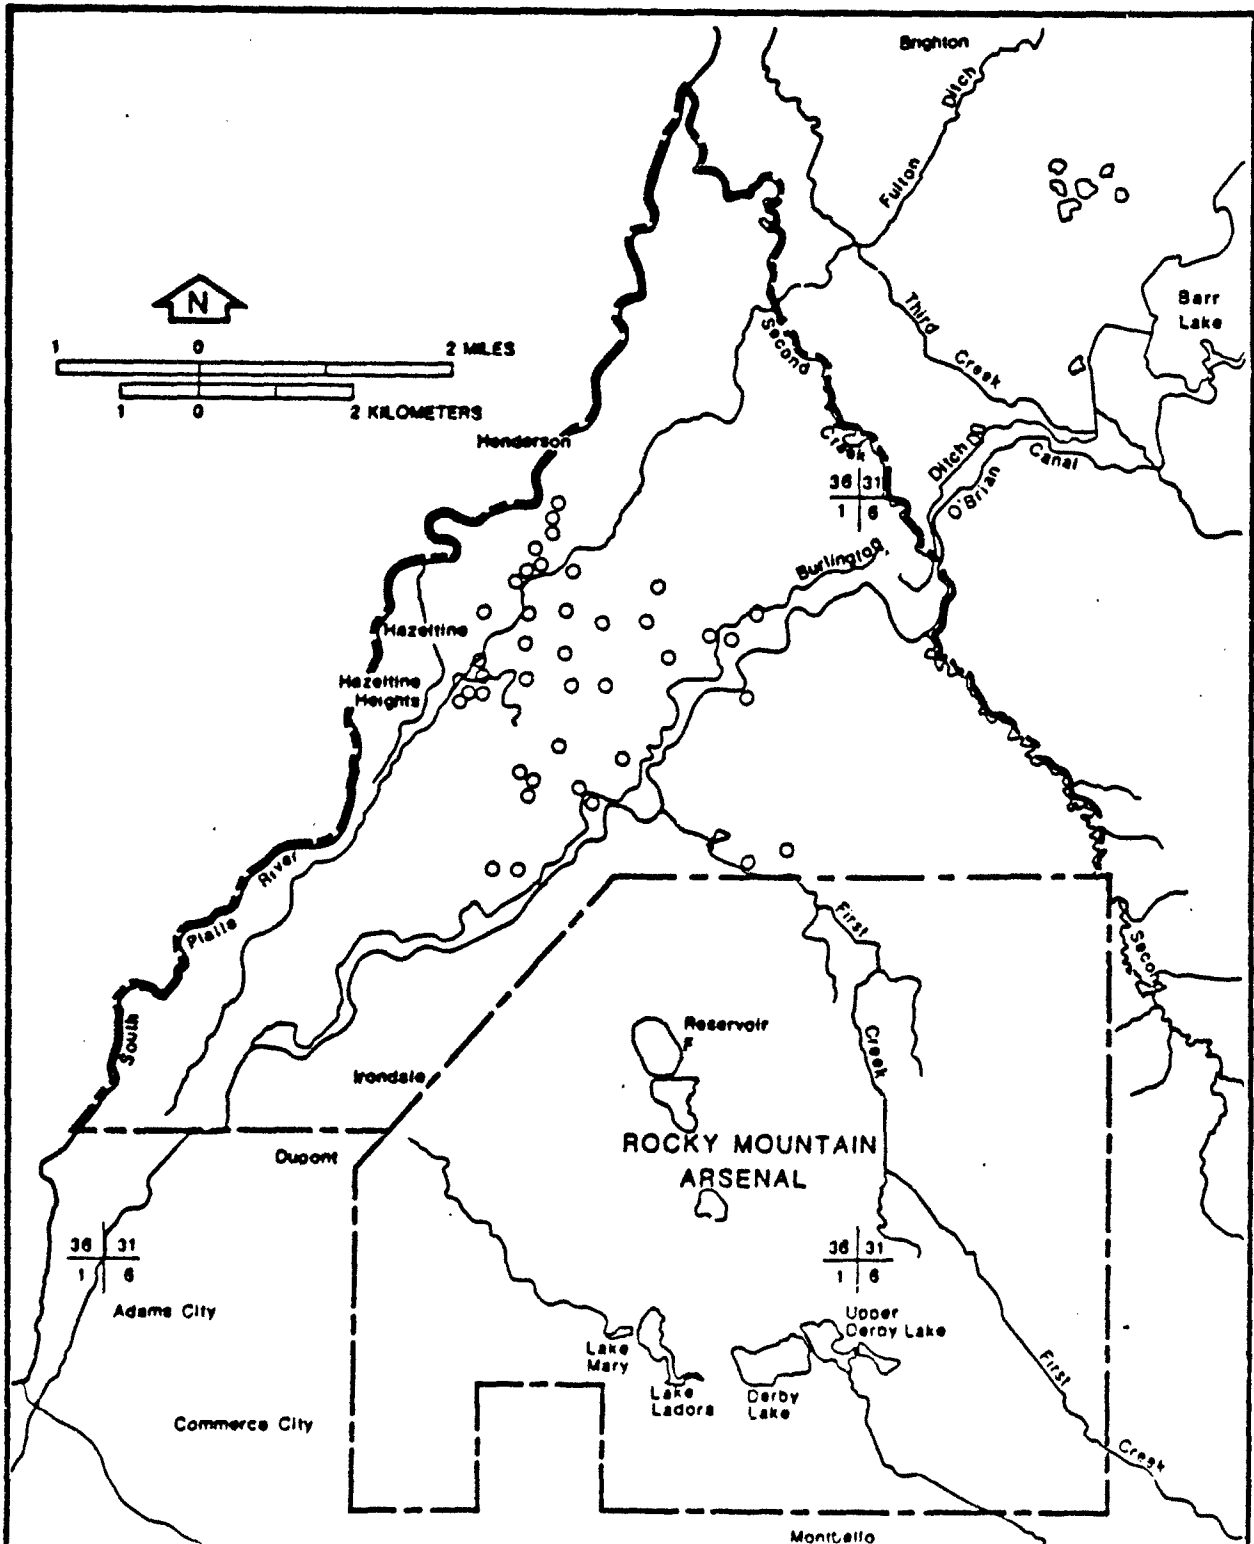 Brighton
Ditch
Fulton
Barr
Lake
N
1 0 2 MILES
1 0 2 KILOMETERS
Third
Creek
Second
Creek
Henderson
36 31
1 6
Ditch
O'Brian
Canal
Burlington
Hazeltine
Hazeltine
Heights
River
Platte
South
First
Creek
Second
Reservoir
F
Irondale
ROCKY MOUNTAIN
ARSENAL
Dupont
36 31
1 6
36 31
1 6
Adams City
Upper
Derby Lake
Lake
Mary
Lake
Ladora
Derby
Lake
First
Creek
Commerce City
Montbello